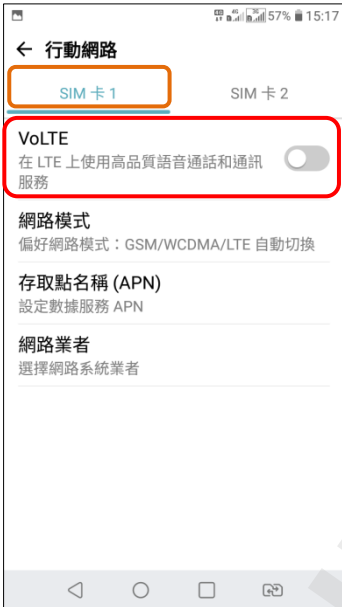 4G 3G 57% 15:17
行動網路
SIM 卡 1 SIM 卡 2
VoLTE
在 LTE 上使用高品質語音通話和通訊
服務
網路模式
偏好網路模式：GSM/WCDMA/LTE 自動切換
存取點名稱 (APN)
設定數據服務 APN
網路業者
選擇網路系統業者